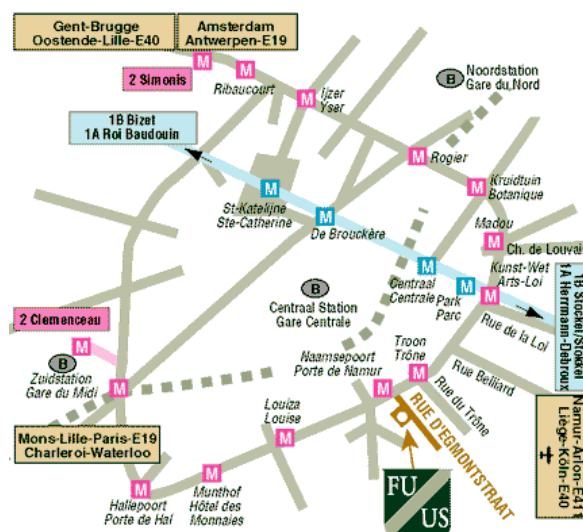 Gent-Brugge
Oostende-Lille-E40
Amsterdam
Antwerpen-E19
M
M
2 Simonis
Ribaucourt
M
Ijzer
Yser
B
Noordstation
Gare du Nord
1B Bizet
1A Roi Baudouin
M
Rogier
M
Kruidtuin
Botanique
M
St-Katelijne
Ste-Catherine
M
De Brouckère
Madou
M
Ch. de Louvai
M
Centraal
Centrale
Kunst-Wet
Arts-Loi
M
Park
Parc
M
1B Stockel/Stokkel
1A Herrmann-Debroux
B
Centraal Station
Gare Centrale
Rue de la Loi
2 Clemenceau
M
B
Zuidstation
Gare du Midi
M
Naamsepoort
Porte de Namur
M
Troon
Trône
M
Rue Belliard
Rue du Trône
RUE D'EGMONTSTRAAT
Namur-Arlon-E411
Liège-Köln-E40
Mons-Lille-Paris-E19
Charleroi-Waterloo
Louiza
Louise
M
M
Hallepoort
Porte de Hal
M
Munthof
Hôtel des
Monnaies
FU
US